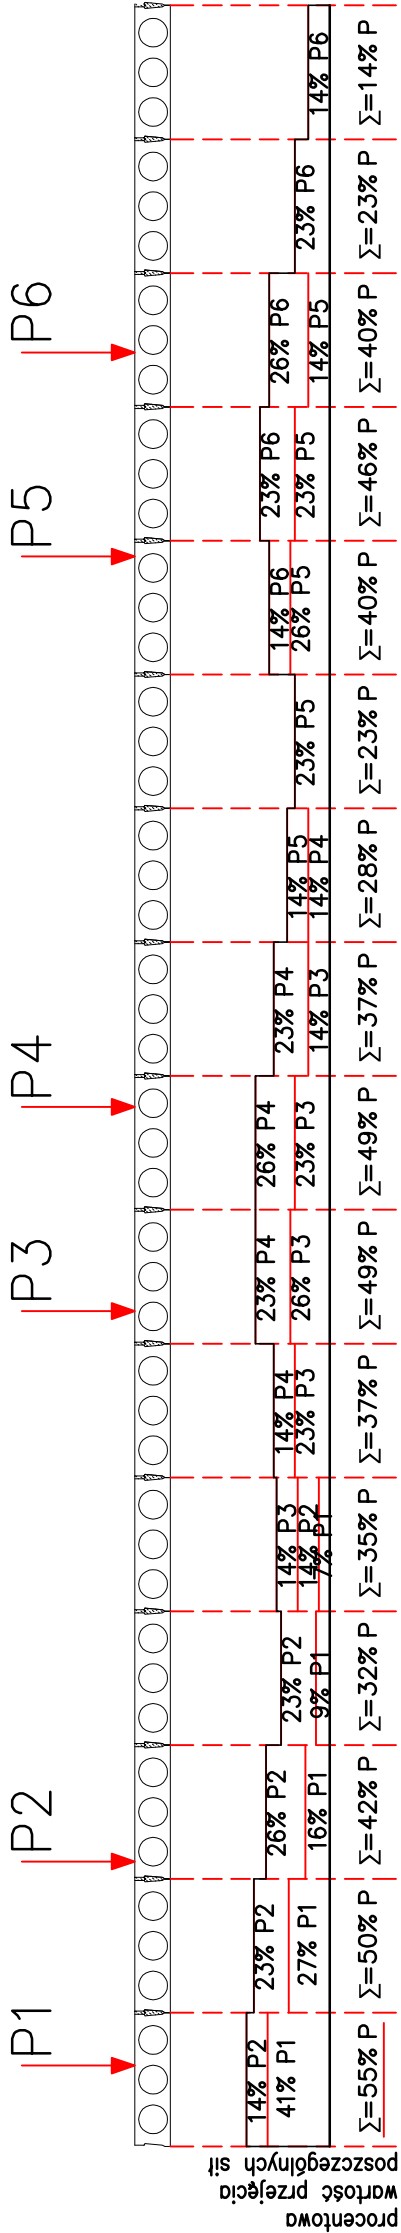 P1 P2 P3 P4 P5 P6
procentowa
wartość przejęcia
poszczególnych sił
14% P2
41% P1
Σ=55% P
23% P2
27% P1
Σ=50% P
26% P2
16% P1
Σ=42% P
23% P2
9% P1
Σ=32% P
14% P3
14% P2
7% P1
Σ=35% P
14% P4
23% P3
Σ=37% P
23% P4
26% P3
Σ=49% P
26% P4
23% P3
Σ=49% P
23% P4
14% P3
Σ=37% P
14% P5
14% P4
Σ=28% P
23% P5
Σ=23% P
14% P6
26% P5
Σ=40% P
23% P6
23% P5
Σ=46% P
26% P6
14% P5
Σ=40% P
23% P6
Σ=23% P
14% P6
Σ=14% P